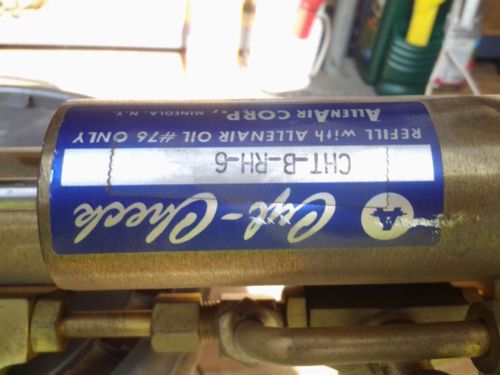 Cyl-Check
CHT-B-RH-6
REFILL with ALLENAIR OIL #76 ONLY
ALLENAIR CORP., MINEOLA, N.Y.